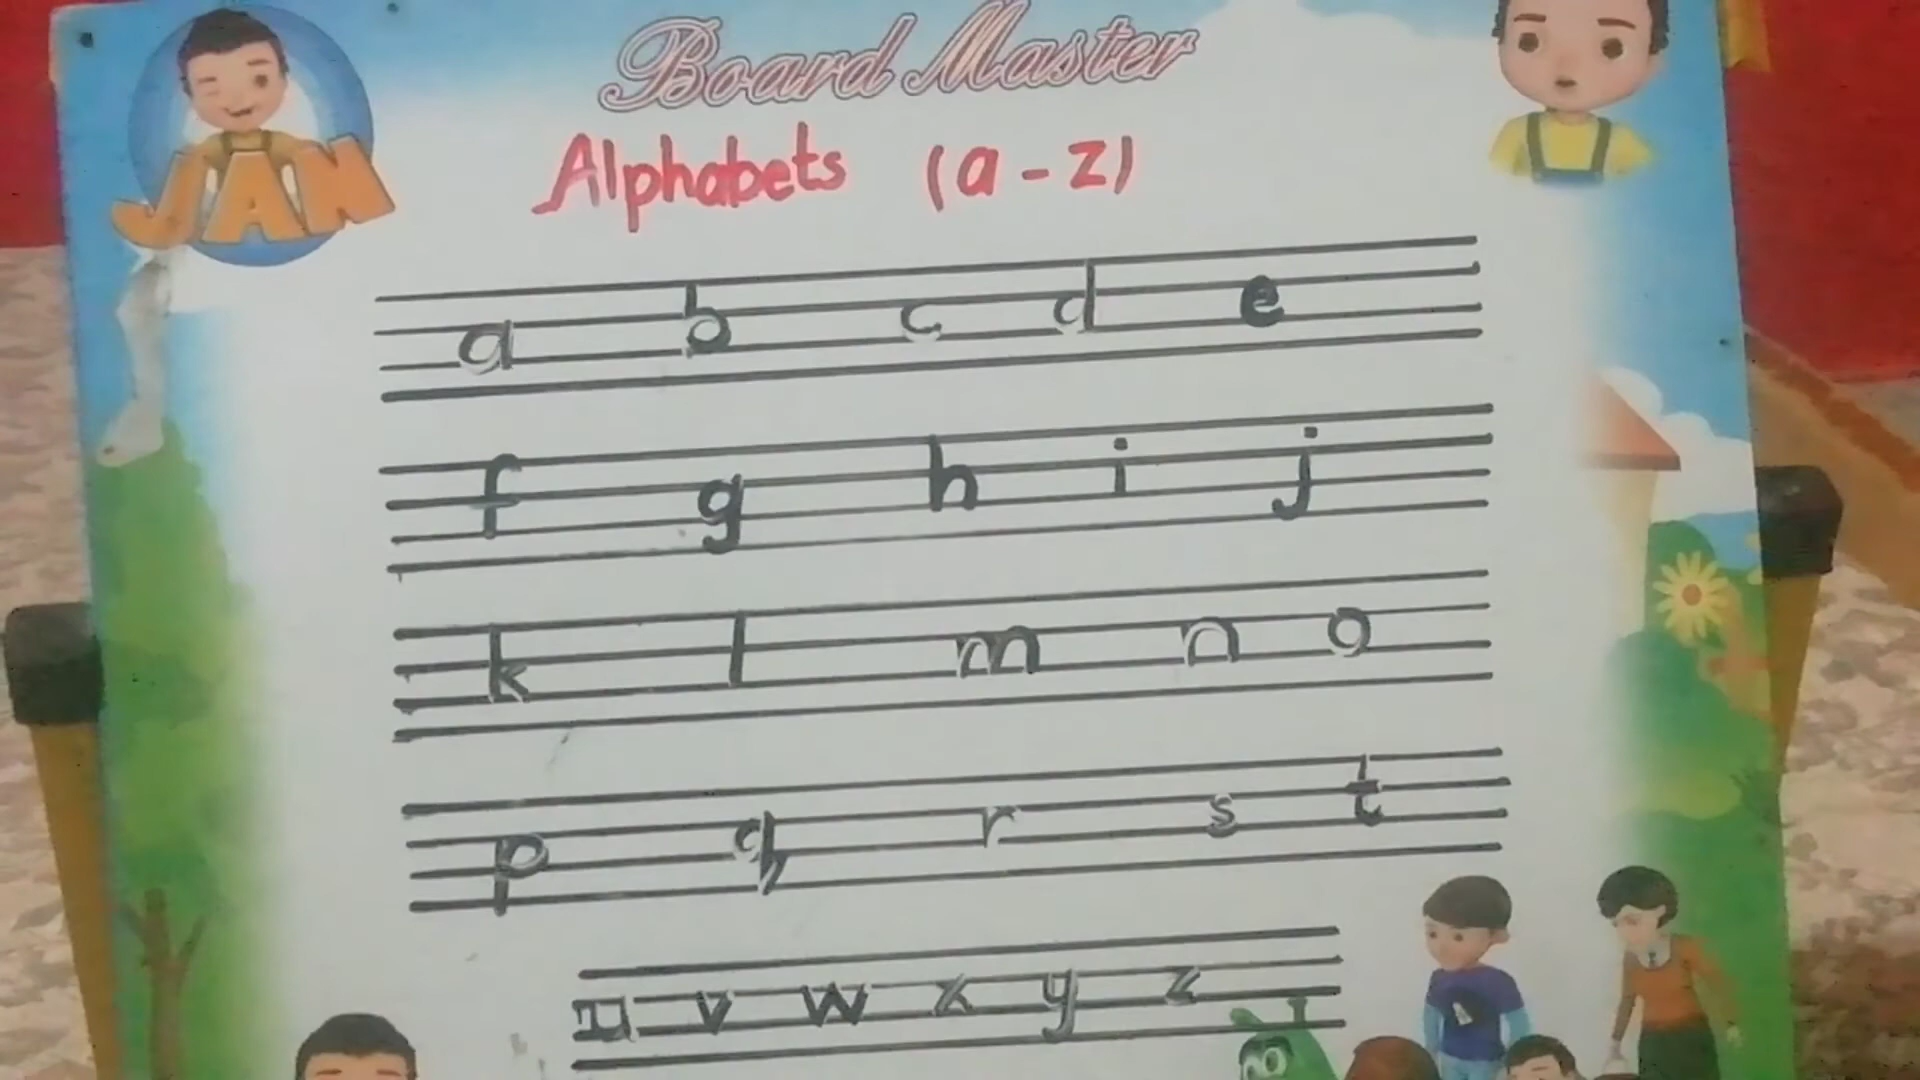 Board Master
JAN
Alphabets (a - z)
a b c d e
f g h i j
k l m n o
p q r s t
u v w x y z